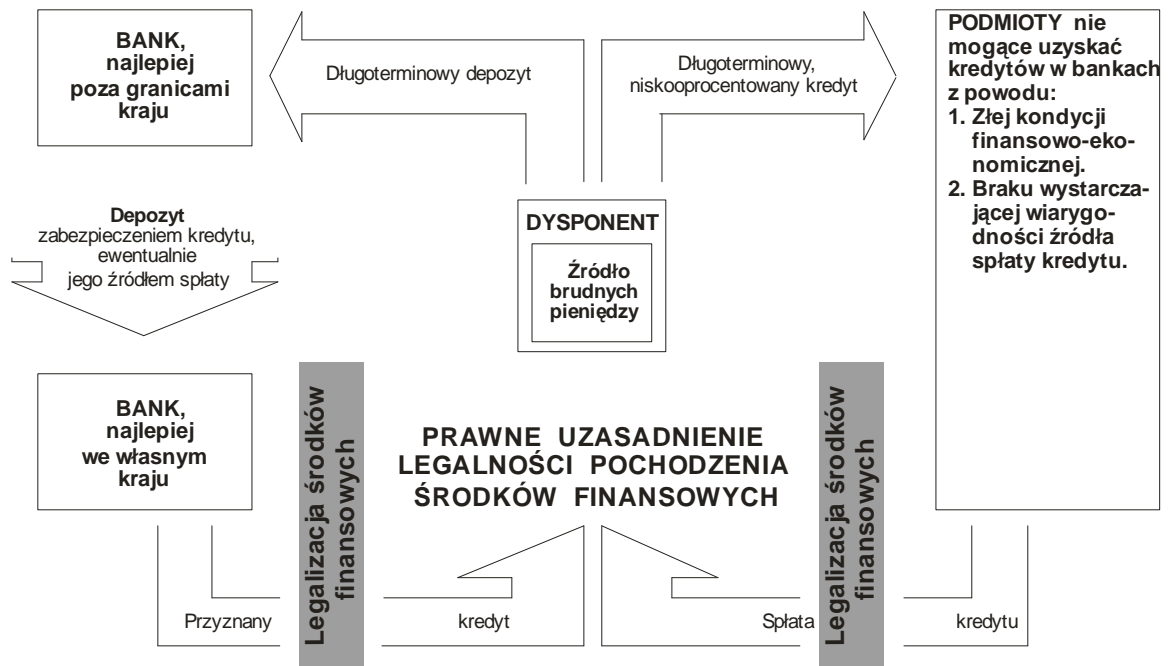 BANK,
najlepiej
poza granicami
kraju
Długoterminowy depozyt
Długoterminowy,
niskooprocentowany kredyt
PODMIOTY nie
mogące uzyskać
kredytów w bankach
z powodu:
1. Złej kondycji
finansowo-eko-
nomicznej.
2. Braku wystarcza-
jącej wiarygo-
dności źródła
spłaty kredytu.
Depozyt
zabezpieczeniem kredytu,
ewentualnie
jego źródłem spłaty
DYSPONENT
Źródło
brudnych
pieniędzy
BANK,
najlepiej
we własnym
kraju
Legalizacja środków
finansowych
PRAWNE UZASADNIENIE
LEGALNOŚCI POCHODZENIA
ŚRODKÓW FINANSOWYCH
Legalizacja środków
finansowych
Przyznany kredyt
Spłata kredytu